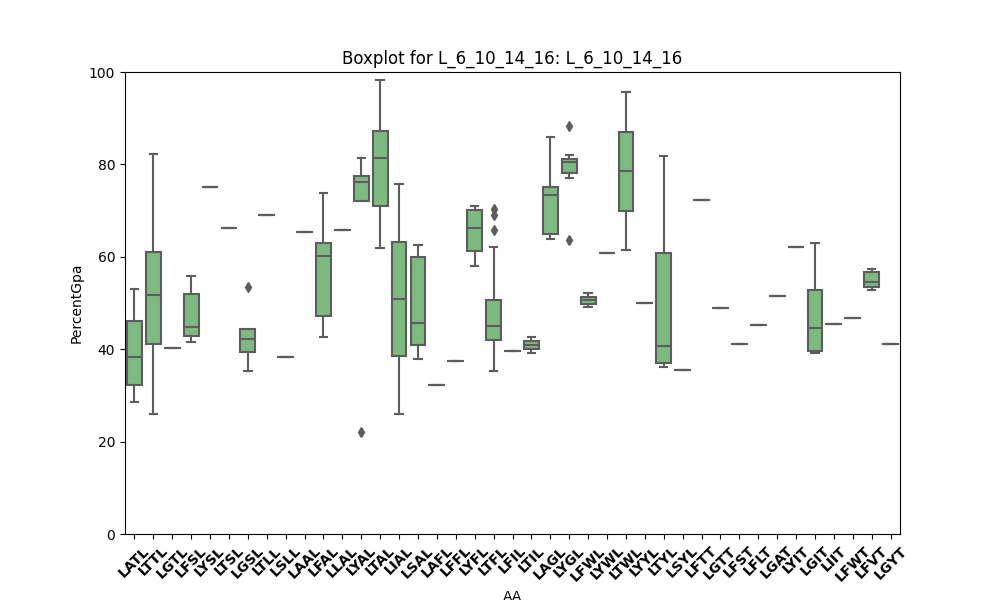 Boxplot for L_6_10_14_16: L_6_10_14_16
100
80
60
40
20
0
PercentGpa
LATL LTTL LGTL LFSL LYSL LTSL LGSL LTLL LSLL LAAL LFAL LLAL LYAL LTAL LIAL LSAL LAFL LFFL LYFL LTFL LFIL LTIL LAGL LYGL LFWL LYWL LTWL LYYL LTYL LSYL LFTT LGTT LFST LFLT LGAT LYIT LGIT LIIT LFWT LFVT LGYT
AA